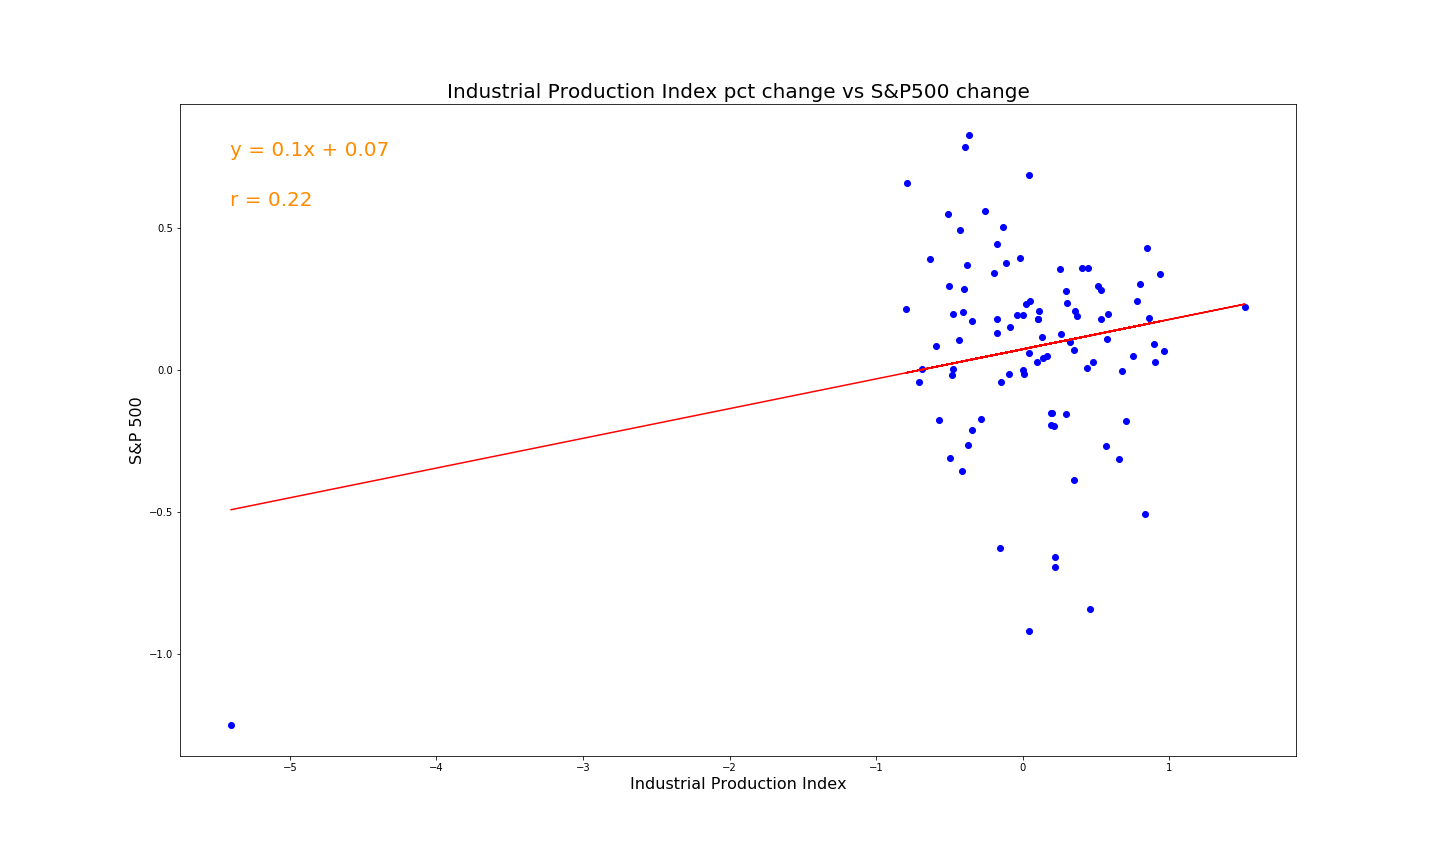 Industrial Production Index pct change vs S&P500 change
y = 0.1x + 0.07
r = 0.22
0.5
0.0
−0.5
−1.0
S&P 500
−5 −4 −3 −2 −1 0 1
Industrial Production Index